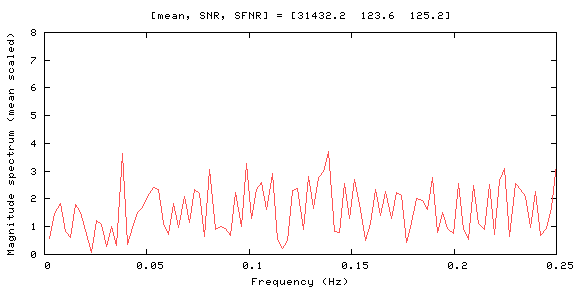 [mean, SNR, SFNR] = [31432.2 123.6 125.2]
8
7
6
5
4
3
2
1
0
Magnitude spectrum (mean scaled)
0 0.05 0.1 0.15 0.2 0.25
Frequency (Hz)